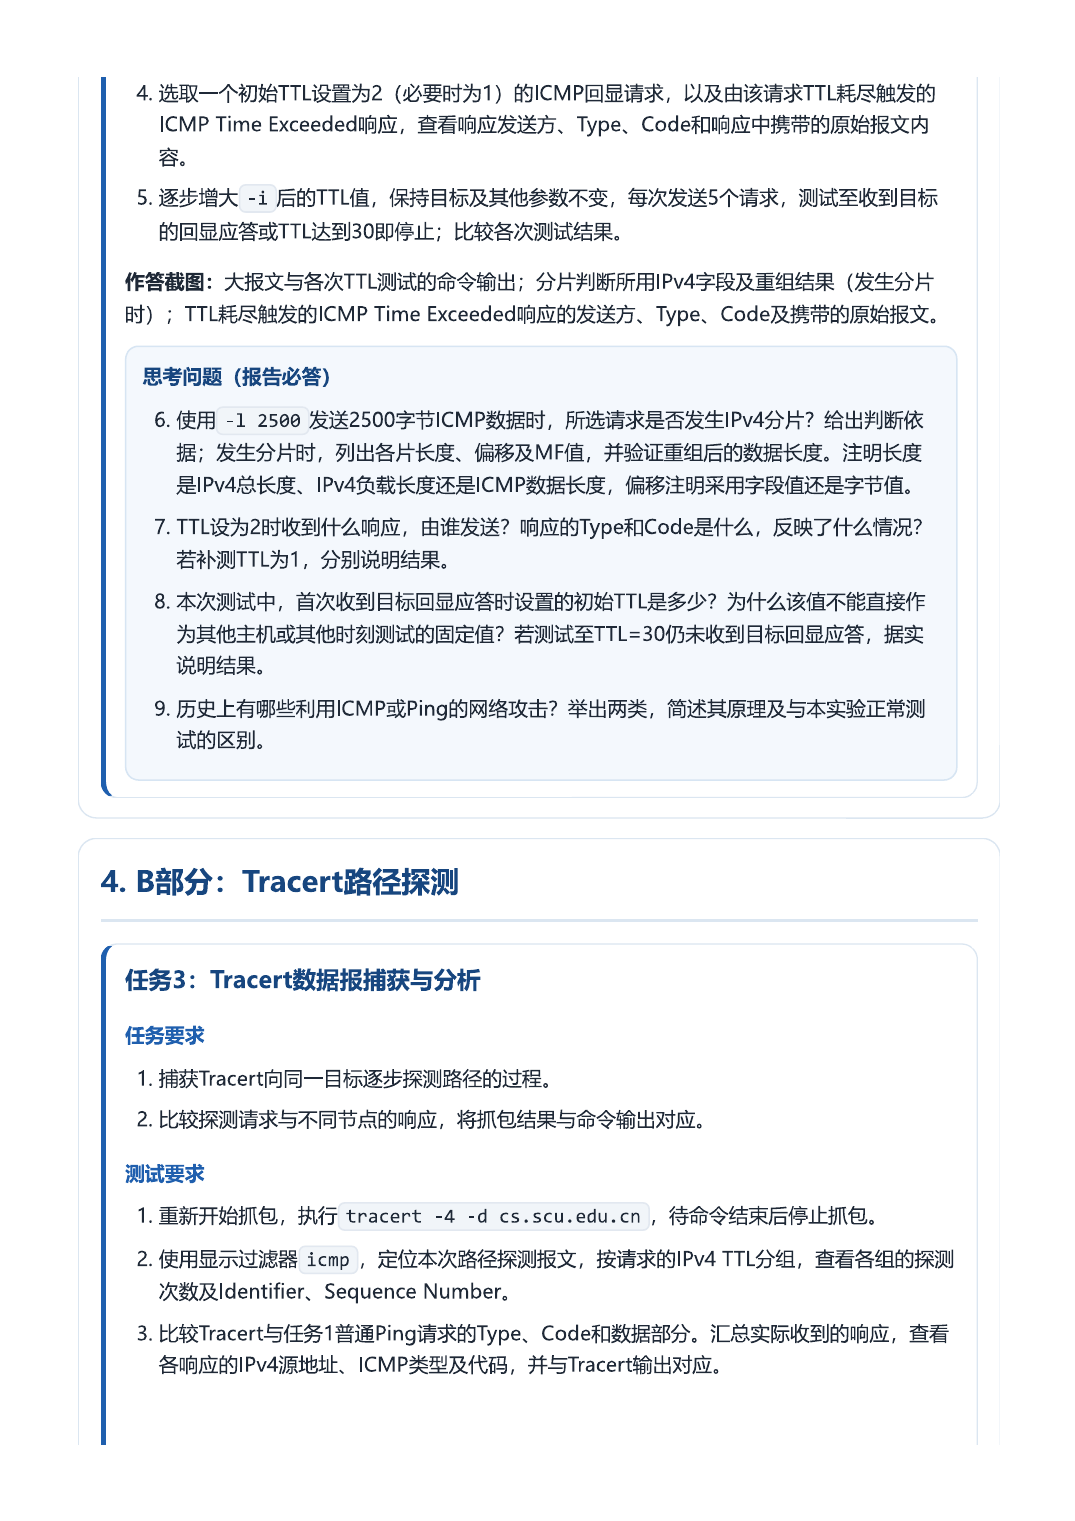 4. 选取一个初始TTL设置为2（必要时为1）的ICMP回显请求，以及由该请求TTL耗尽触发的
ICMP Time Exceeded响应，查看响应发送方、Type、Code和响应中携带的原始报文内
容。
5. 逐步增大 -i 后的TTL值，保持目标及其他参数不变，每次发送5个请求，测试至收到目标
的回显应答或TTL达到30即停止；比较各次测试结果。
作答截图：大报文与各次TTL测试的命令输出；分片判断所用IPv4字段及重组结果（发生分片
时）；TTL耗尽触发的ICMP Time Exceeded响应的发送方、Type、Code及携带的原始报文。
思考问题（报告必答）
6. 使用 -l 2500 发送2500字节ICMP数据时，所选请求是否发生IPv4分片？给出判断依
据；发生分片时，列出各片长度、偏移及MF值，并验证重组后的数据长度。注明长度
是IPv4总长度、IPv4负载长度还是ICMP数据长度，偏移注明采用字段值还是字节值。
7. TTL设为2时收到什么响应，由谁发送？响应的Type和Code是什么，反映了什么情况？
若补测TTL为1，分别说明结果。
8. 本次测试中，首次收到目标回显应答时设置的初始TTL是多少？为什么该值不能直接作
为其他主机或其他时刻测试的固定值？若测试至TTL=30仍未收到目标回显应答，据实
说明结果。
9. 历史上有哪些利用ICMP或Ping的网络攻击？举出两类，简述其原理及与本实验正常测
试的区别。
4. B部分：Tracert路径探测
任务3：Tracert数据报捕获与分析
任务要求
1. 捕获Tracert向同一目标逐步探测路径的过程。
2. 比较探测请求与不同节点的响应，将抓包结果与命令输出对应。
测试要求
1. 重新开始抓包，执行 tracert -4 -d cs.scu.edu.cn ，待命令结束后停止抓包。
2. 使用显示过滤器 icmp ，定位本次路径探测报文，按请求的IPv4 TTL分组，查看各组的探测
次数及Identifier、Sequence Number。
3. 比较Tracert与任务1普通Ping请求的Type、Code和数据部分。汇总实际收到的响应，查看
各响应的IPv4源地址、ICMP类型及代码，并与Tracert输出对应。